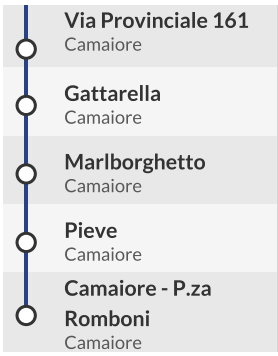 Via Provinciale 161
Camaiore
Gattarella
Camaiore
Marlborghetto
Camaiore
Pieve
Camaiore
Camaiore - P.za
Romboni
Camaiore